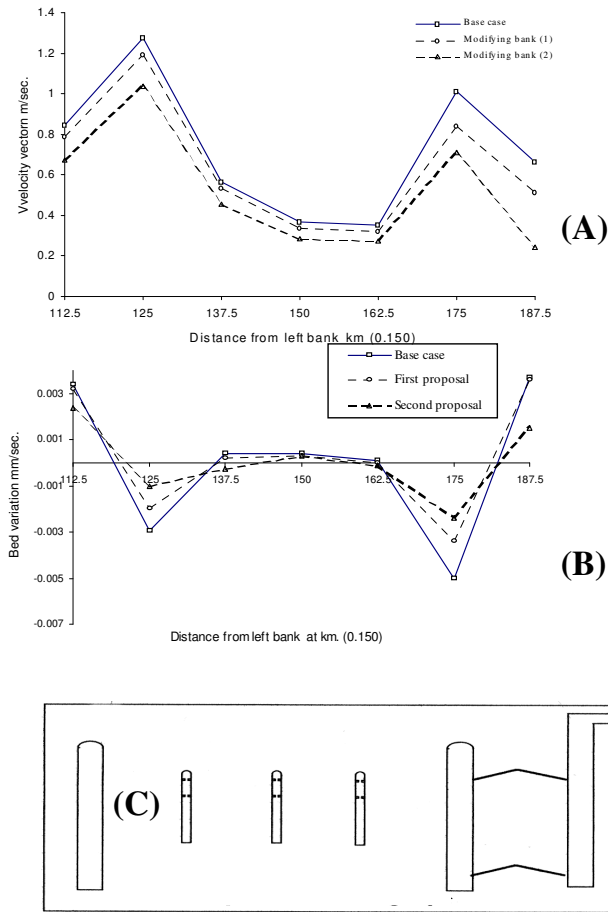 1.4
1.2
1
0.8
0.6
0.4
0.2
0
Vvelocity vectorn m/sec.
Base case
Modifying bank (1)
Modifying bank (2)
(A)
112.5 125 137.5 150 162.5 175 187.5
Distance from left bank km (0.150)
Base case
First proposal
Second proposal
0.003
0.001
-0.001
-0.003
-0.005
-0.007
Bed variation mm/sec.
112.5 125 137.5 150 162.5 175 187.5
(B)
Distance from left bank at km. (0.150)
(C)